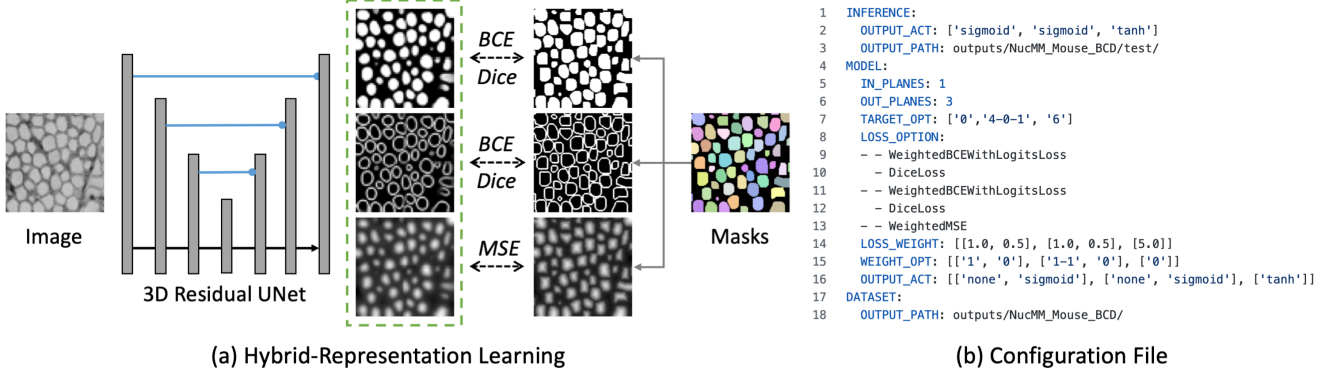 Image
3D Residual UNet
BCE
Dice
BCE
Dice
MSE
Masks
(a) Hybrid-Representation Learning
1 INFERENCE:
2 OUTPUT_ACT: ['sigmoid', 'sigmoid', 'tanh']
3 OUTPUT_PATH: outputs/NucMM_Mouse_BCD/test/
4 MODEL:
5 IN_PLANES: 1
6 OUT_PLANES: 3
7 TARGET_OPT: ['0','4-0-1', '6']
8 LOSS_OPTION:
9 - - WeightedBCEWithLogitsLoss
10 - DiceLoss
11 - - WeightedBCEWithLogitsLoss
12 - DiceLoss
13 - - WeightedMSE
14 LOSS_WEIGHT: [[1.0, 0.5], [1.0, 0.5], [5.0]]
15 WEIGHT_OPT: [['1', '0'], ['1-1', '0'], ['0']]
16 OUTPUT_ACT: [['none', 'sigmoid'], ['none', 'sigmoid'], ['tanh']]
17 DATASET:
18 OUTPUT_PATH: outputs/NucMM_Mouse_BCD/
(b) Configuration File